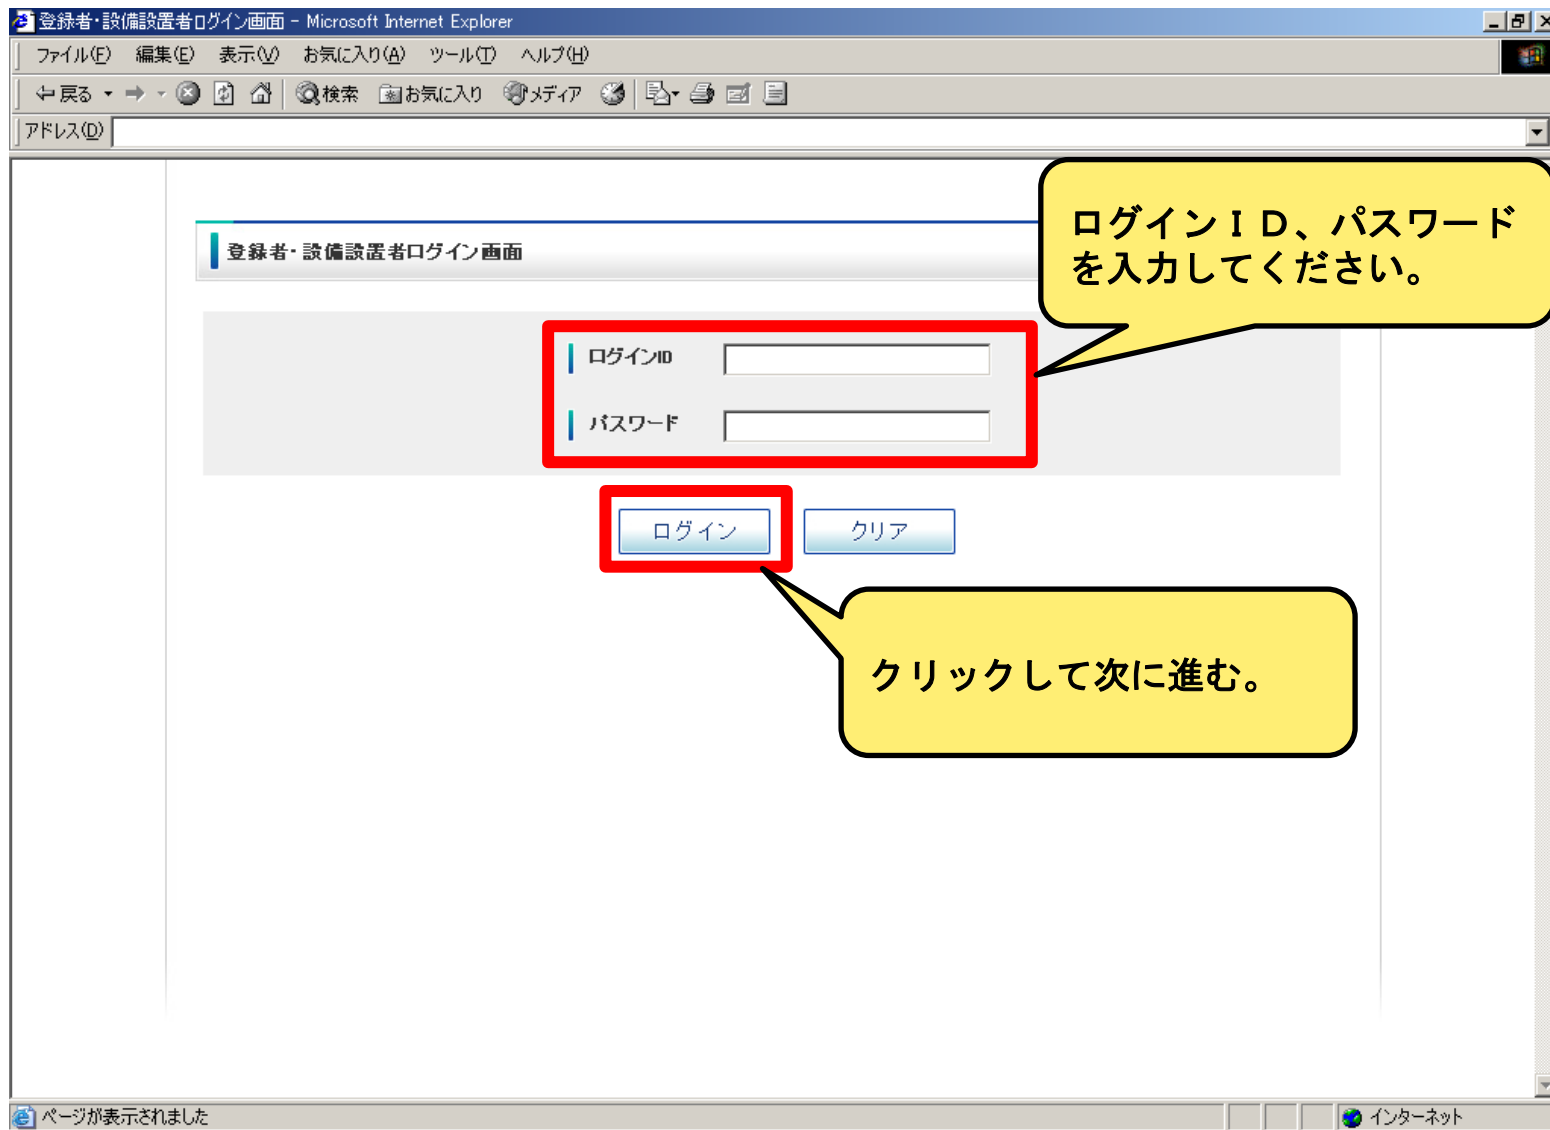 登録者・設備設置者ログイン画面 - Microsoft Internet Explorer
ファイル(F) 編集(E) 表示(V) お気に入り(A) ツール(T) ヘルプ(H)
戻る 検索 お気に入り メディア
アドレス(D)
ログインＩＤ、パスワード
を入力してください。
登録者・設備設置者ログイン画面
ログインID
パスワード
ログイン クリア
クリックして次に進む。
ページが表示されました インターネット